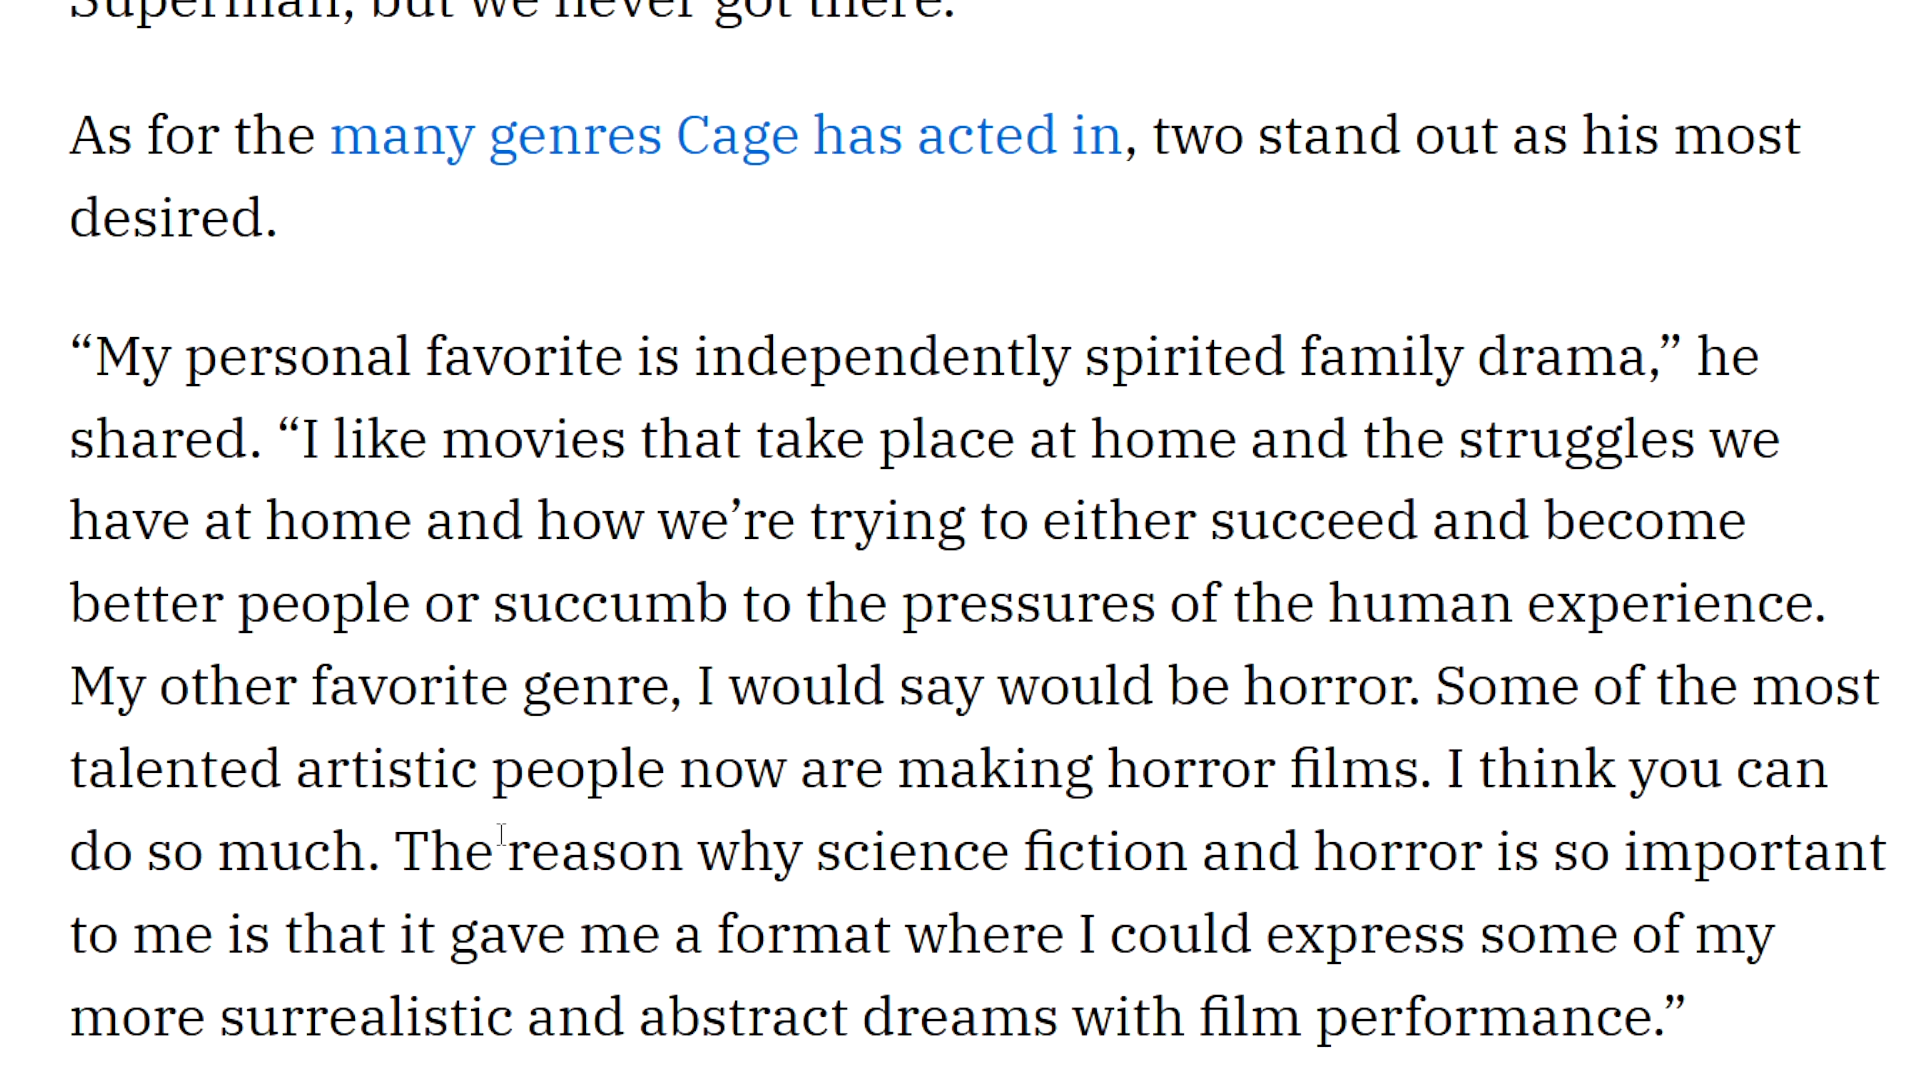 Superman, but we never got there.
As for the many genres Cage has acted in, two stand out as his most
desired.
“My personal favorite is independently spirited family drama,” he
shared. “I like movies that take place at home and the struggles we
have at home and how we’re trying to either succeed and become
better people or succumb to the pressures of the human experience.
My other favorite genre, I would say would be horror. Some of the most
talented artistic people now are making horror films. I think you can
do so much. The reason why science fiction and horror is so important
to me is that it gave me a format where I could express some of my
more surrealistic and abstract dreams with film performance.”